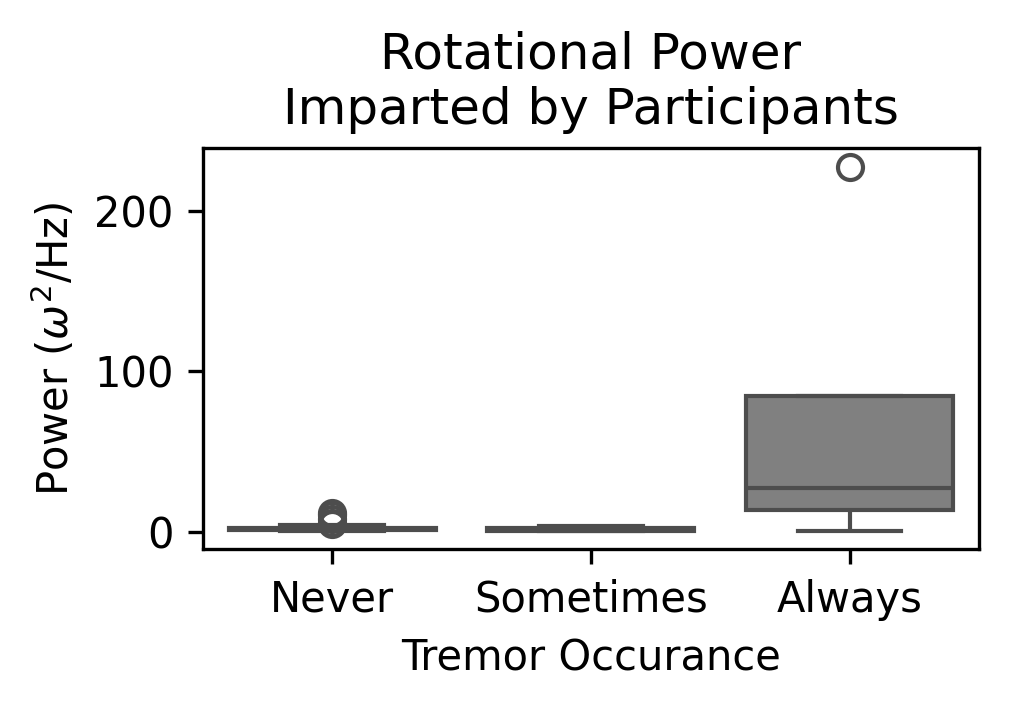 Rotational Power
Imparted by Participants
Power (ω²/Hz)
200
100
0
Never Sometimes Always
Tremor Occurance